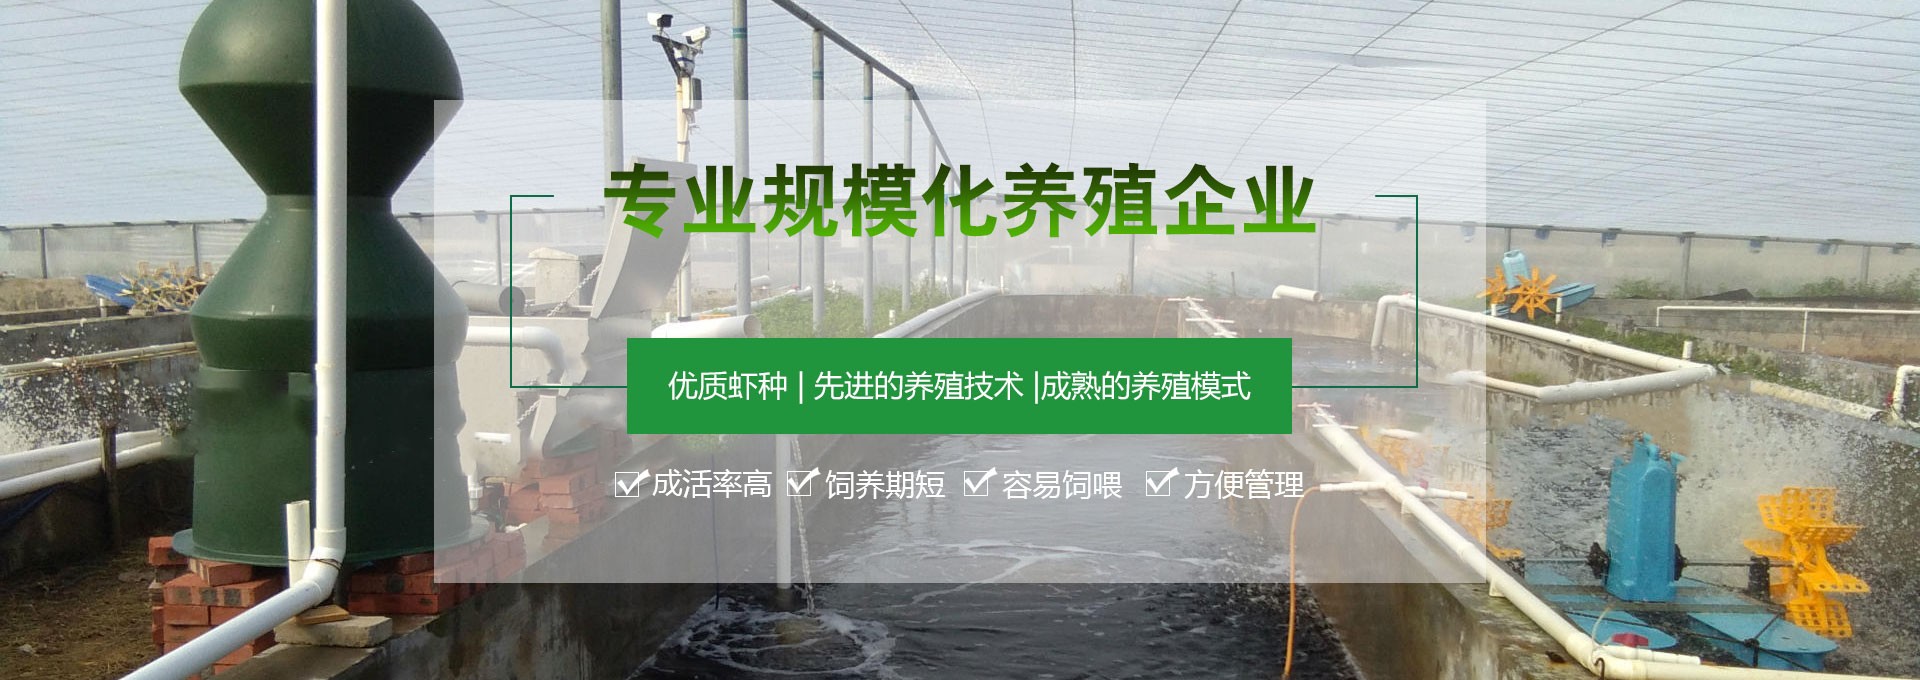 专业规模化养殖企业
优质虾种 | 先进的养殖技术 |成熟的养殖模式
成活率高 饲养期短 容易饲喂 方便管理